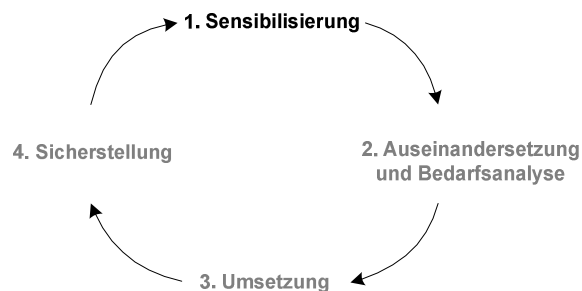 1. Sensibilisierung
2. Auseinandersetzung
und Bedarfsanalyse
3. Umsetzung
4. Sicherstellung